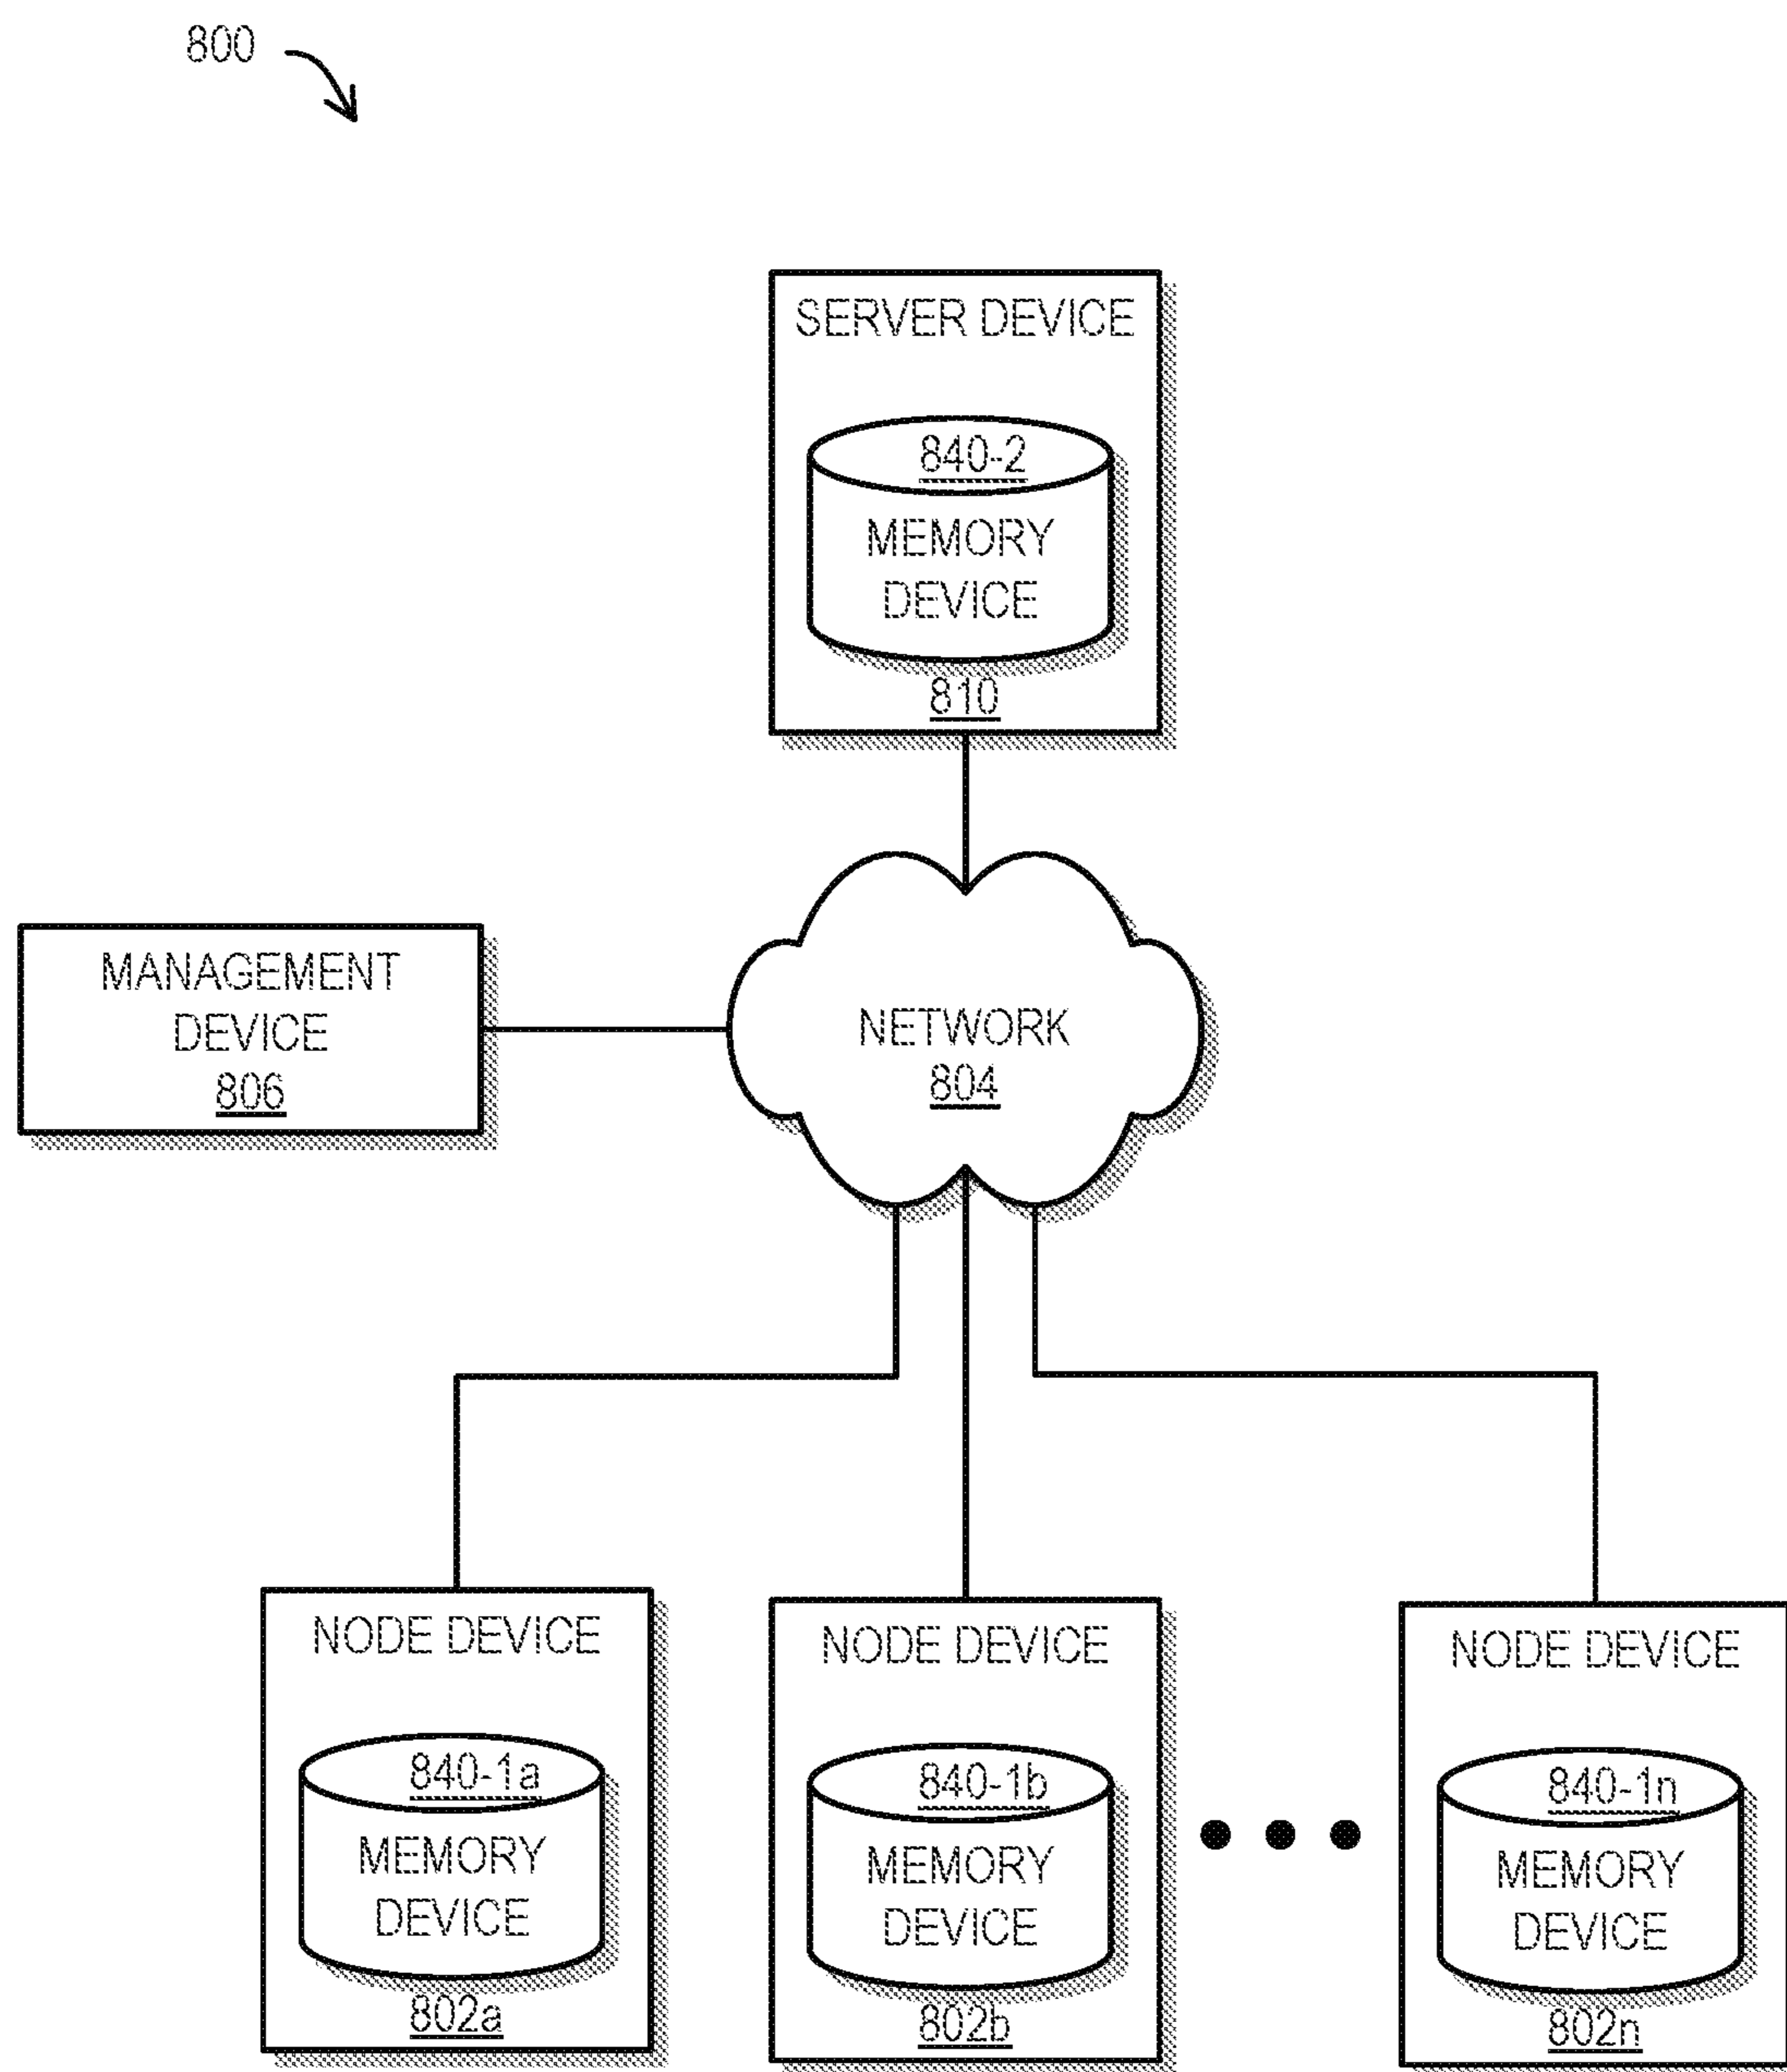 800
SERVER DEVICE
840-2
MEMORY
DEVICE
810
MANAGEMENT
DEVICE
806
NETWORK
804
NODE DEVICE
840-1a
MEMORY
DEVICE
802a
NODE DEVICE
840-1b
MEMORY
DEVICE
802b
NODE DEVICE
840-1n
MEMORY
DEVICE
802n